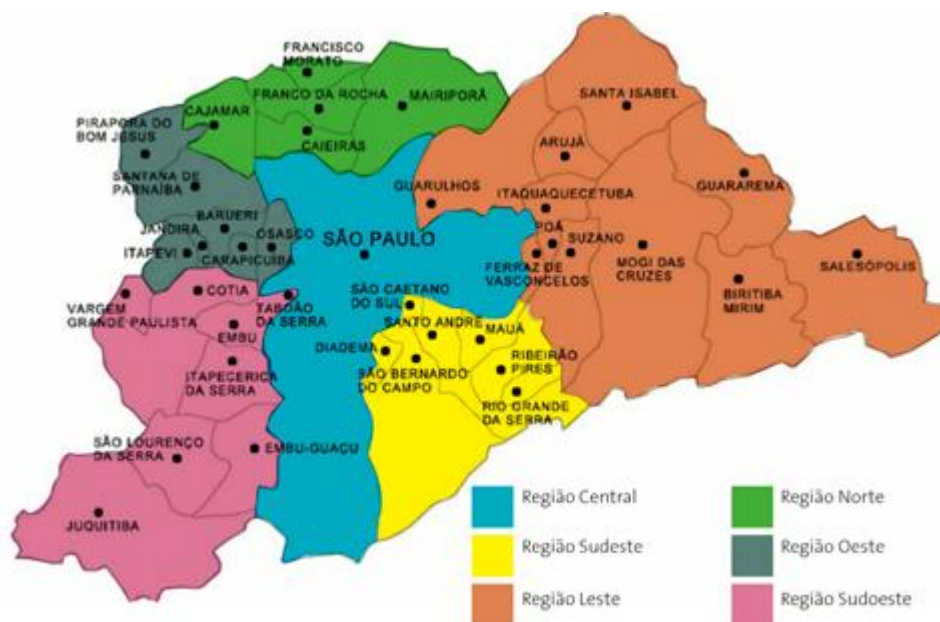 FRANCISCO
MORATO
FRANCO DA ROCHA
MAIRIPORÃ
CAJAMAR
CAIEIRAS
PIRAPORA DO
BOM JESUS
SANTANA DE
PARNAÍBA
BARUERI
JANDIRA
OSASCO
ITAPEVI
CARAPICUIBA
SANTA ISABEL
ARUJÁ
GUARULHOS
ITAQUAQUECETUBA
GUARAREMA
POÁ
SUZANO
FERRAZ DE
VASCONCELOS
MOGI DAS
CRUZES
BIRITIBA
MIRIM
SALESÓPOLIS
SÃO PAULO
VARGEM
GRANDE PAULISTA
COTIA
TABOÃO
DA SERRA
EMBU
ITAPECERICA
DA SERRA
SÃO LOURENÇO
DA SERRA
EMBU-GUAÇU
JUQUITIBA
SÃO CAETANO
DO SUL
SANTO ANDRÉ
MAUÁ
DIADEMA
SÃO BERNARDO
DO CAMPO
RIBEIRÃO
PIRES
RIO GRANDE
DA SERRA
Região Central
Região Norte
Região Sudeste
Região Oeste
Região Leste
Região Sudoeste